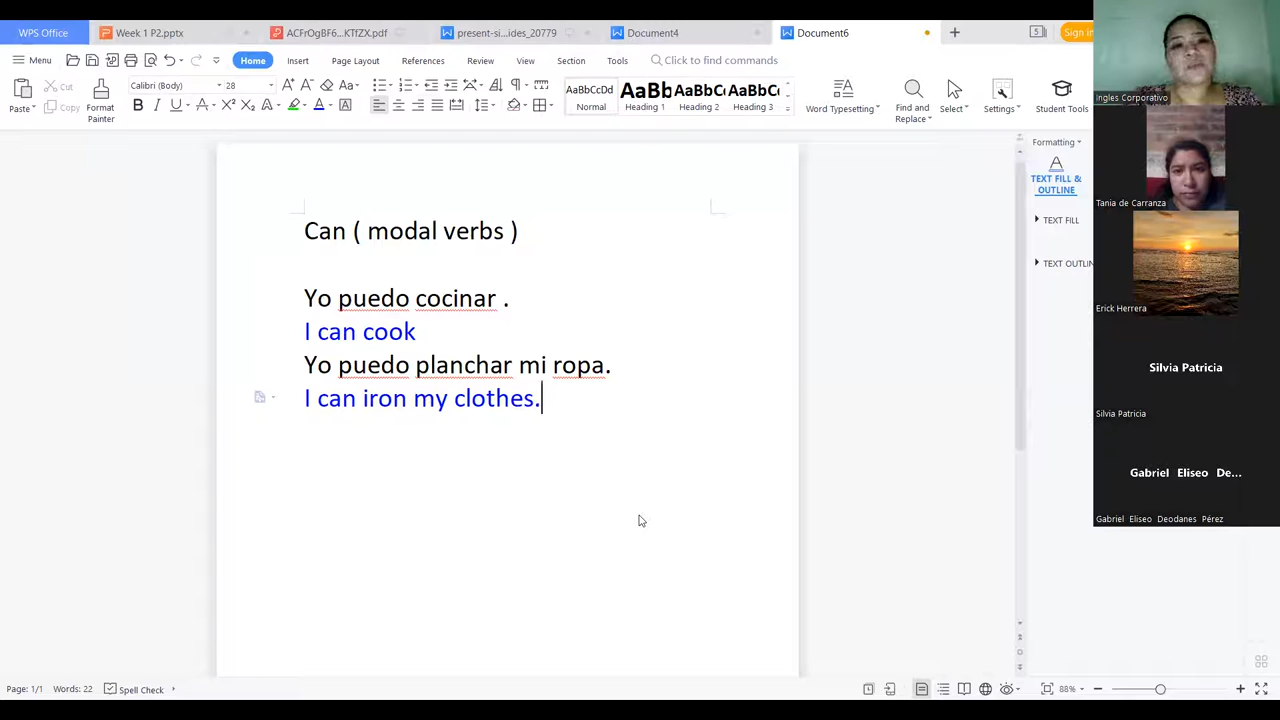 WPS Office
Week 1 P2.pptx
ACFrOgBF6...KTfZX.pdf
present-si...ides_20779
Document4
Document6
5
Sign in
Menu
Home
Insert
Page Layout
References
Review
View
Section
Tools
Click to find commands
Paste
Cut
Copy
Format
Painter
Calibri (Body)
28
AaBbCcDd
Normal
AaBb
Heading 1
AaBbC
Heading 2
AaBbC
Heading 3
Word Typesetting
Find and
Replace
Select
Settings
Student Tools
Formatting
TEXT FILL &
OUTLINE
TEXT FILL
TEXT OUTLIN
Can ( modal verbs )
Yo puedo cocinar .
I can cook
Yo puedo planchar mi ropa.
I can iron my clothes.
Ingles Corporativo
Tania de Carranza
Erick Herrera
Silvia Patricia
Silvia Patricia
Gabriel Eliseo De...
Gabriel Eliseo Deodanes Pérez
Page: 1/1
Words: 22
Spell Check
88%